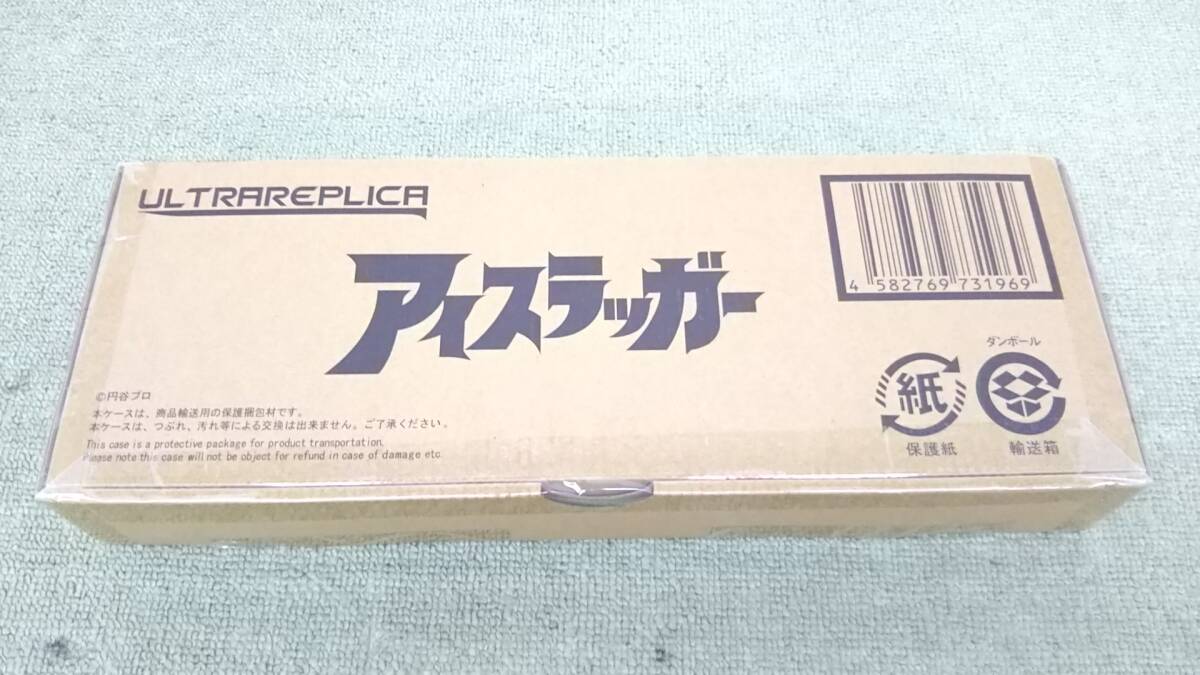 ULTRAREPLICA
アイスラッガー
4 582769 731969
ダンボール
紙
保護紙
輸送箱
©円谷プロ
本ケースは、商品輸送用の保護梱包材です。
本ケースは、つぶれ、汚れ等による交換は出来ません。ご了承ください。
This case is a protective package for product transportation.
Please note this case will not be object for refund in case of damage etc.